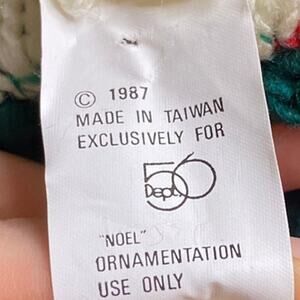 © 1987
MADE IN TAIWAN
EXCLUSIVELY FOR
Dept. 56
"NOEL"
ORNAMENTATION
USE ONLY